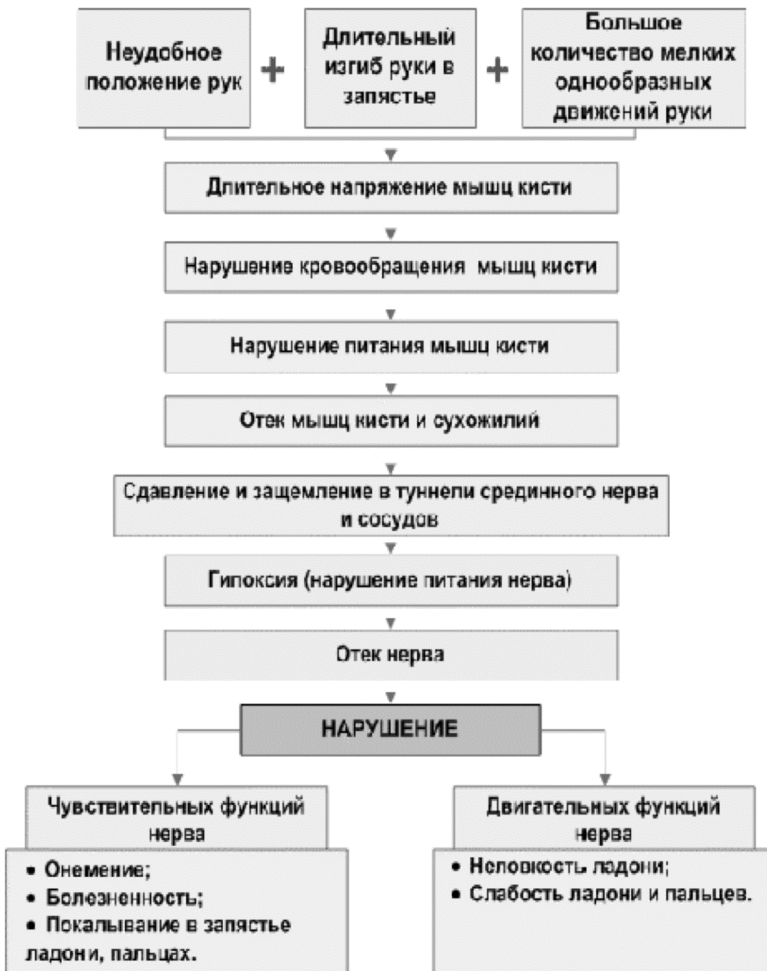 Неудобное
положение рук
+
Длительный
изгиб руки в
запястье
+
Большое
количество мелких
однообразных
движений руки
Длительное напряжение мышц кисти
Нарушение кровообращения мышц кисти
Нарушение питания мышц кисти
Отек мышц кисти и сухожилий
Сдавление и защемление в туннели срединного нерва
и сосудов
Гипоксия (нарушение питания нерва)
Отек нерва
НАРУШЕНИЕ
Чувствительных функций
нерва
• Онемение;
• Болезненность;
• Покалывание в запястье
ладони, пальцах.
Двигательных функций
нерва
• Неловкость ладони;
• Слабость ладони и пальцев.